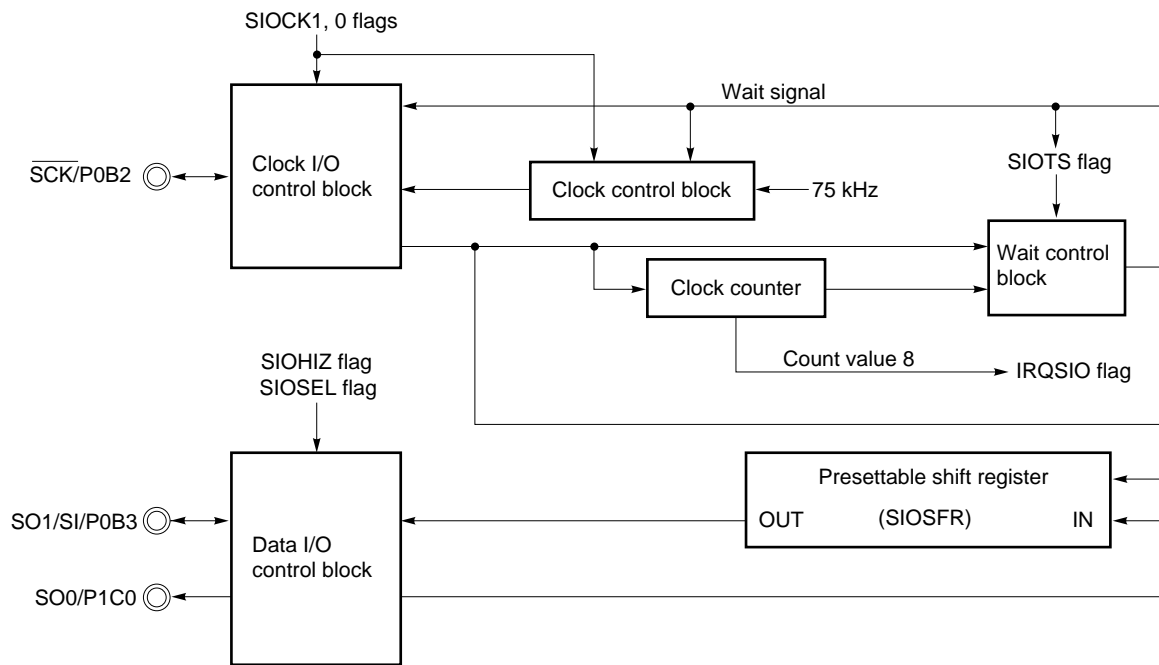 SIOCK1, 0 flags
Wait signal
Clock I/O
control block
SCK/P0B2
Clock control block
75 kHz
SIOTS flag
Wait control
block
Clock counter
Count value 8
IRQSIO flag
SIOHIZ flag
SIOSEL flag
Presettable shift register
(SIOSFR)
OUT
IN
SO1/SI/P0B3
Data I/O
control block
SO0/P1C0